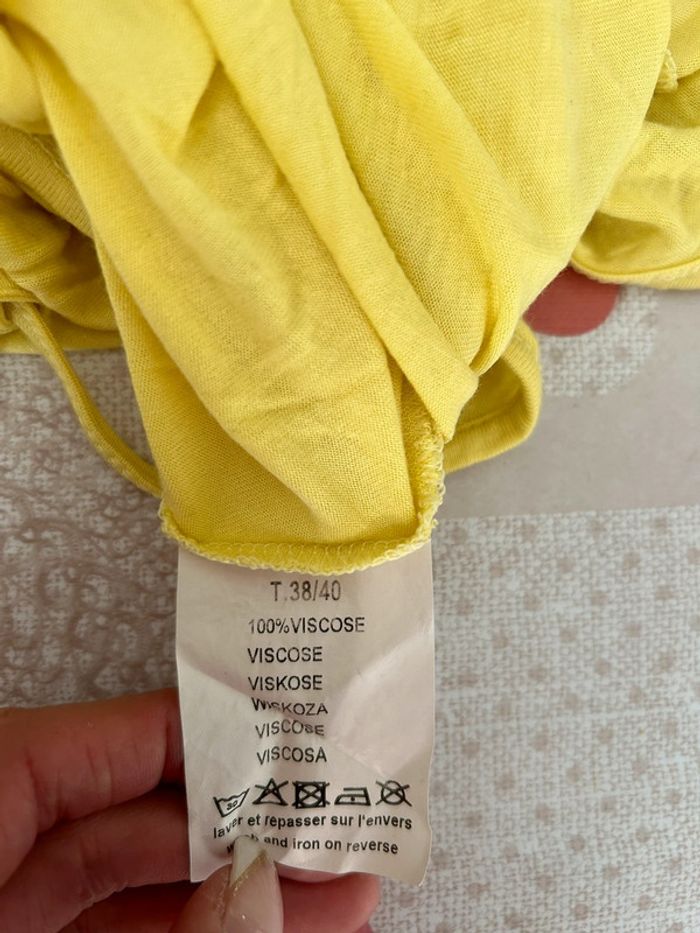 T.38/40
100%VISCOSE
VISCOSE
VISKOSE
WISKOZA
VISCOSE
VISCOSA
30
laver et repasser sur l'envers
wash and iron on reverse